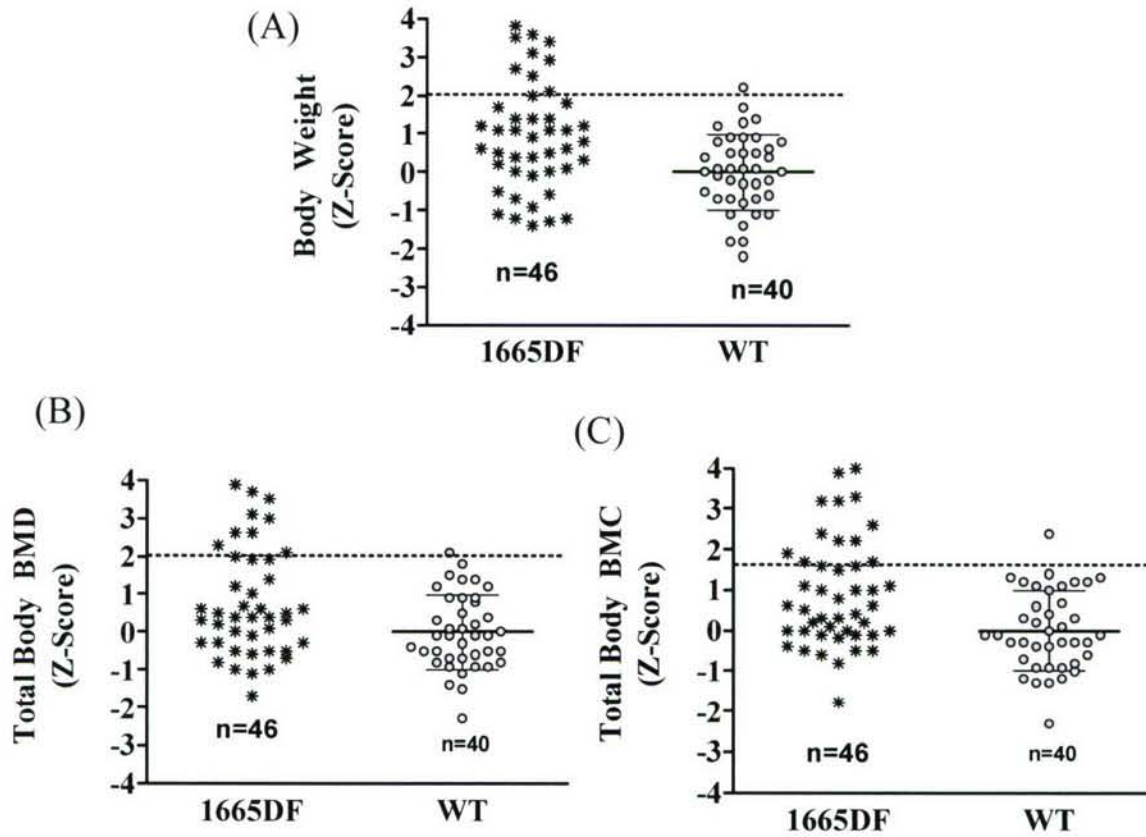 (A)
Body Weight
(Z-Score)
4
3
2
1
0
-1
-2
-3
-4
n=46
n=40
1665DF
WT
(B)
Total Body BMD
(Z-Score)
4
3
2
1
0
-1
-2
-3
-4
n=46
n=40
1665DF
WT
(C)
Total Body BMC
(Z-Score)
4
3
2
1
0
-1
-2
-3
-4
n=46
n=40
1665DF
WT